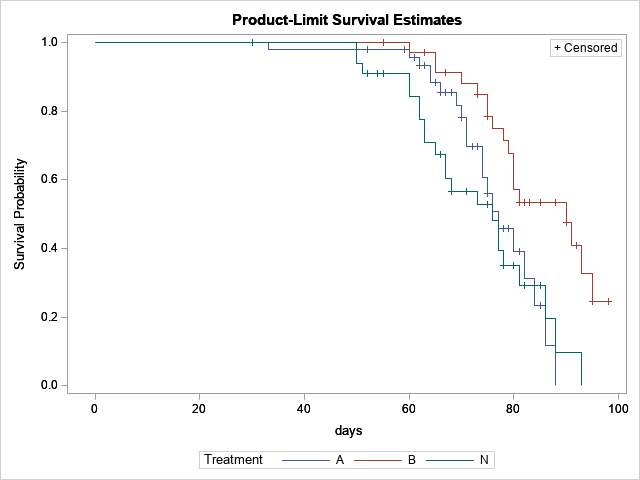 Product-Limit Survival Estimates
+ Censored
1.0
0.8
0.6
0.4
0.2
0.0
Survival Probability
0 20 40 60 80 100
days
Treatment A B N